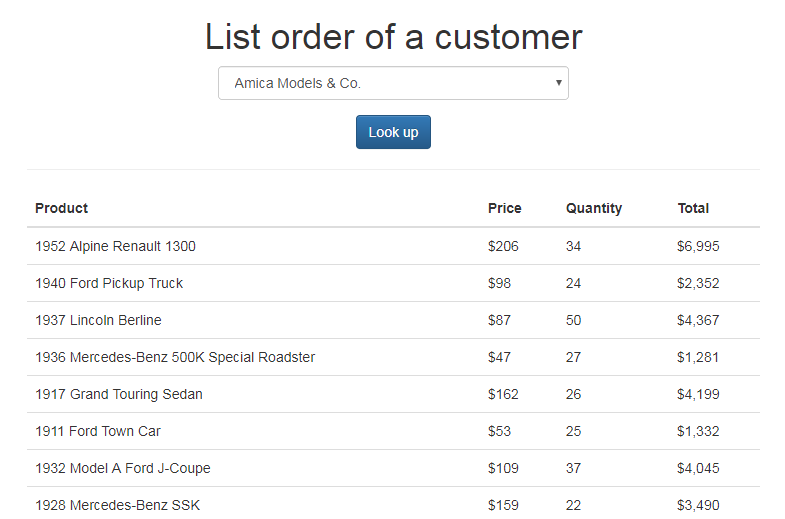 List order of a customer
Amica Models & Co.
Look up
Product Price Quantity Total
1952 Alpine Renault 1300 $206 34 $6,995
1940 Ford Pickup Truck $98 24 $2,352
1937 Lincoln Berline $87 50 $4,367
1936 Mercedes-Benz 500K Special Roadster $47 27 $1,281
1917 Grand Touring Sedan $162 26 $4,199
1911 Ford Town Car $53 25 $1,332
1932 Model A Ford J-Coupe $109 37 $4,045
1928 Mercedes-Benz SSK $159 22 $3,490